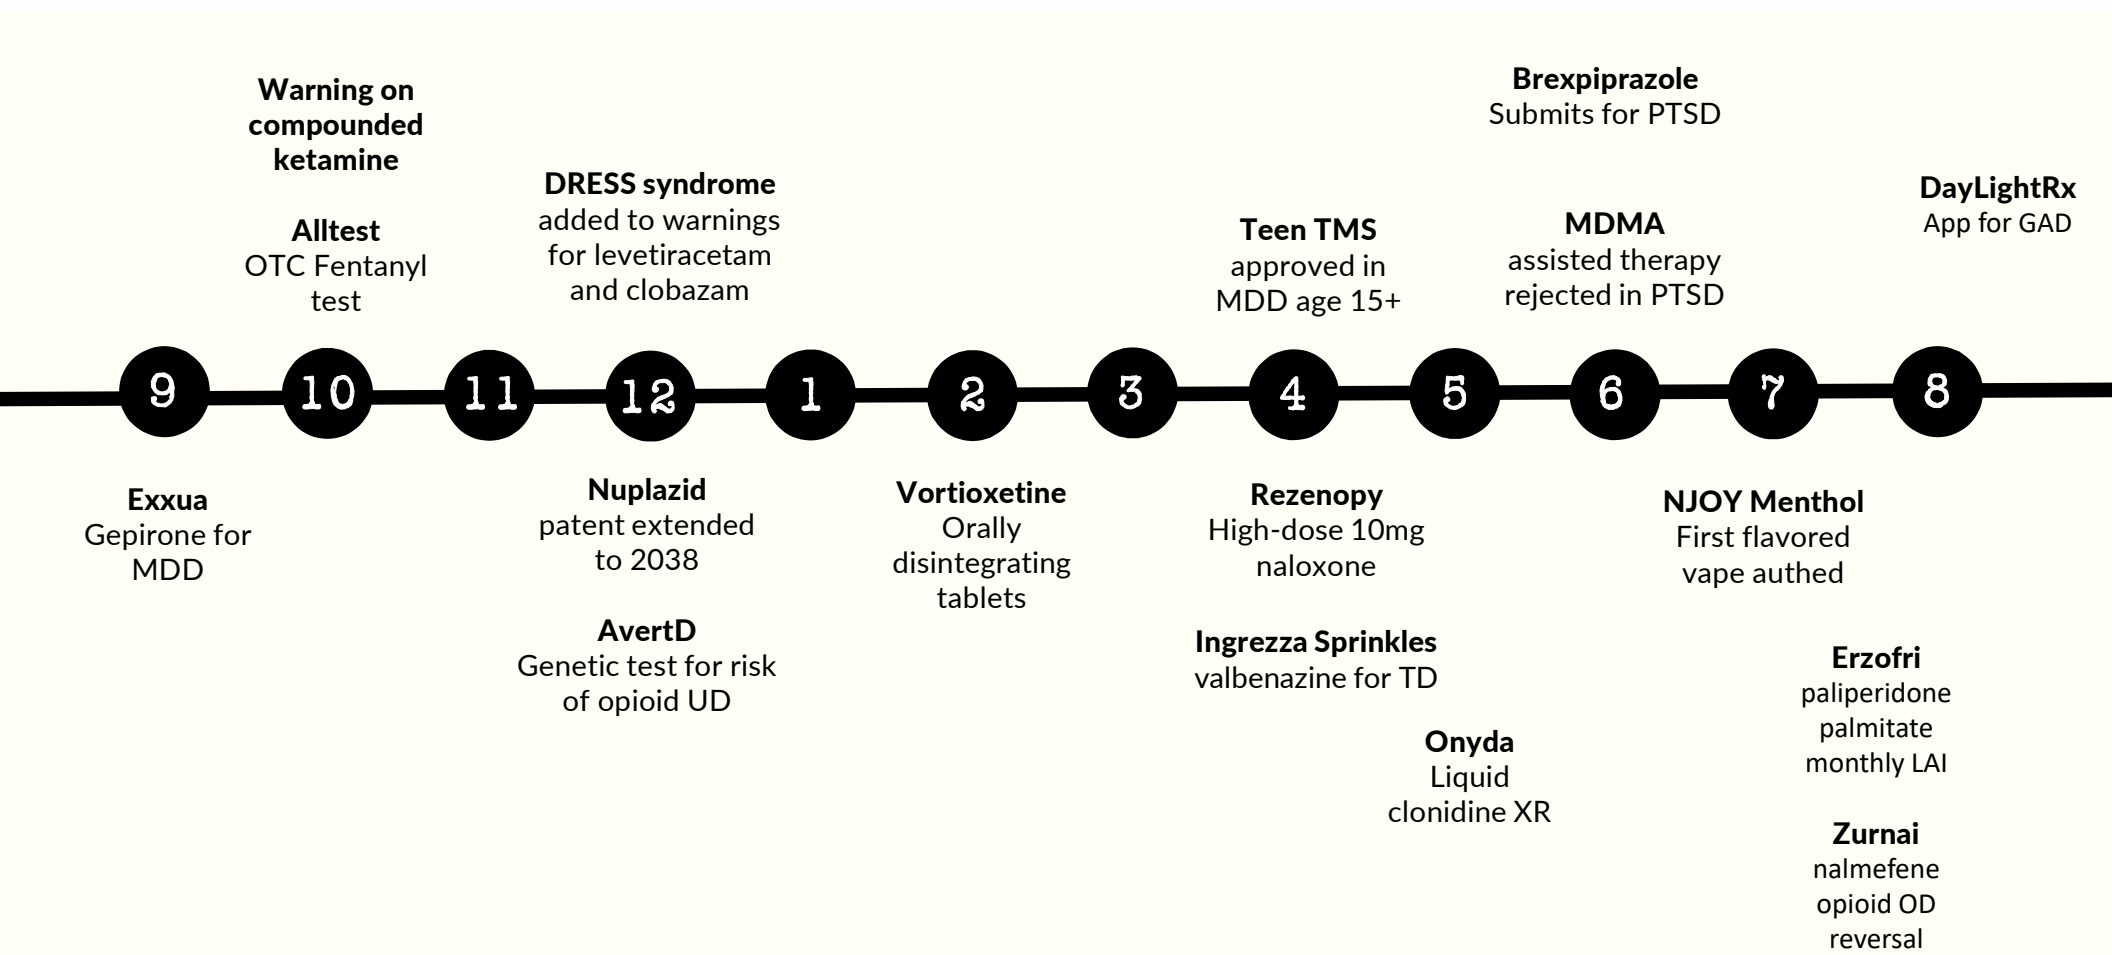 Warning on
compounded
ketamine
Alltest
OTC Fentanyl
test
DRESS syndrome
added to warnings
for levetiracetam
and clobazam
Teen TMS
approved in
MDD age 15+
Brexpiprazole
Submits for PTSD
MDMA
assisted therapy
rejected in PTSD
DayLightRx
App for GAD
9 10 11 12 1 2 3 4 5 6 7 8
Exxua
Gepirone for
MDD
Nuplazid
patent extended
to 2038
AvertD
Genetic test for risk
of opioid UD
Vortioxetine
Orally
disintegrating
tablets
Rezenopy
High-dose 10mg
naloxone
Ingrezza Sprinkles
valbenazine for TD
Onyda
Liquid
clonidine XR
NJOY Menthol
First flavored
vape authed
Erzofri
paliperidone
palmitate
monthly LAI
Zurnai
nalmefene
opioid OD
reversal